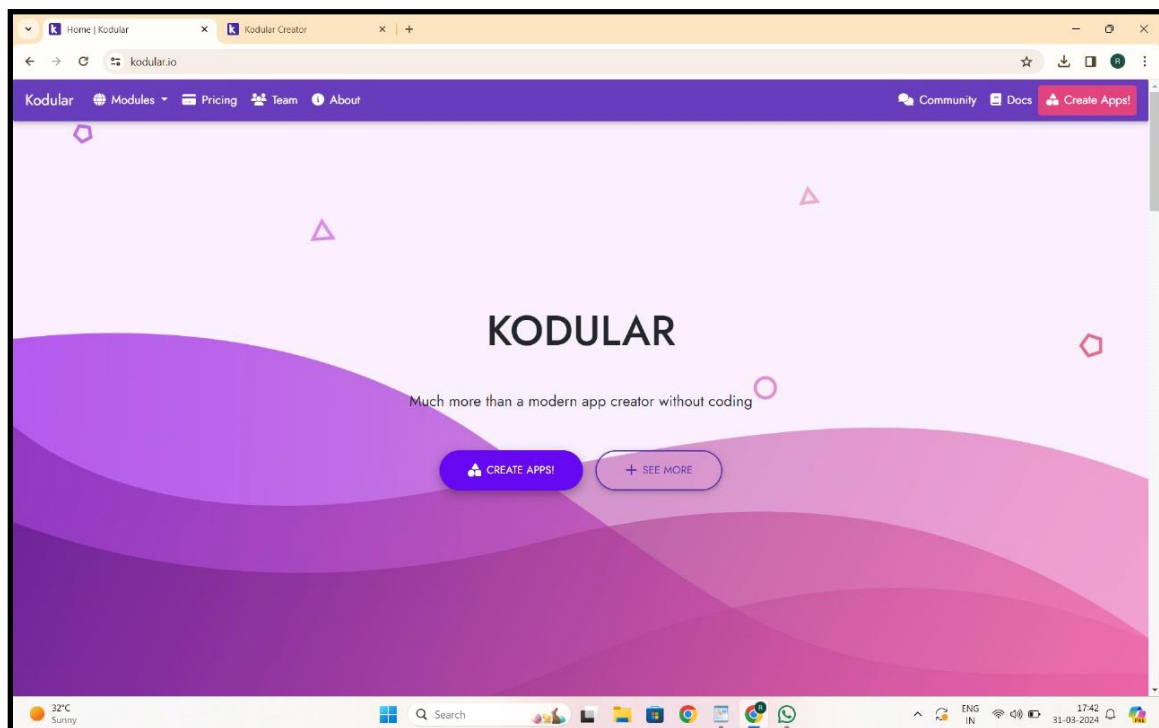 Home | Kodular
Kodular Creator
kodular.io
R
Kodular Modules Pricing Team About Community Docs Create Apps!
KODULAR
Much more than a modern app creator without coding
CREATE APPS! SEE MORE
32°C
Sunny
Search
ENG
IN
17:42
31-03-2024